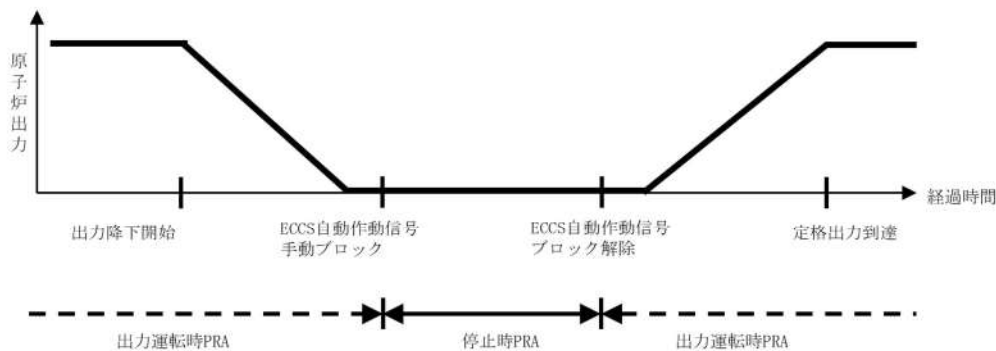 原子炉出力
経過時間
出力降下開始
ECCS自動作動信号
手動ブロック
ECCS自動作動信号
ブロック解除
定格出力到達
出力運転時PRA
停止時PRA
出力運転時PRA